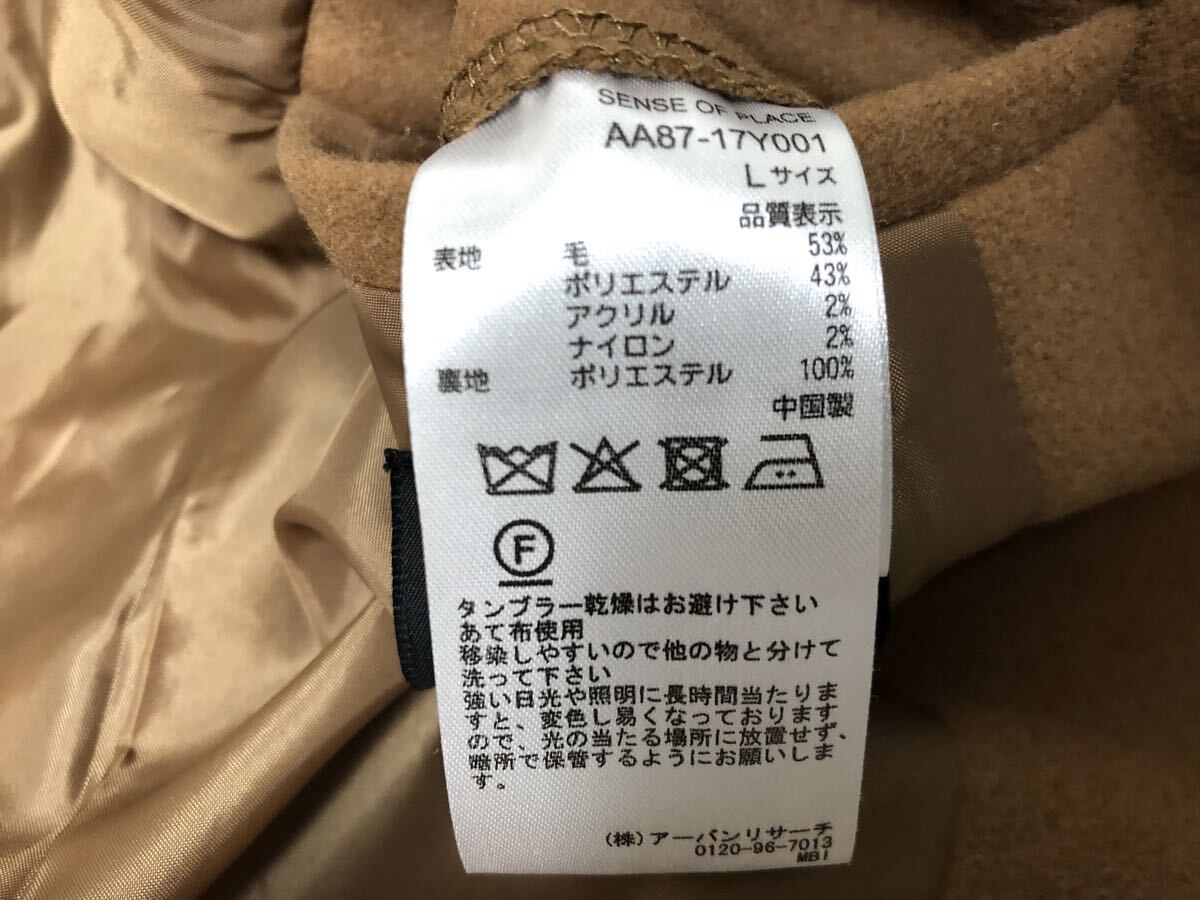 SENSE OF PLACE
AA87-17Y001
Lサイズ
品質表示
表地 毛 53%
ポリエステル 43%
アクリル 2%
ナイロン 2%
裏地 ポリエステル 100%
中国製
F
タンブラー乾燥はお避け下さい
あて布使用
移染しやすいので他の物と分けて
洗って下さい
強い日光や照明に長時間当たりま
すと、変色し易くなっております
ので、光の当たる場所に放置せず、
暗所で保管するようにお願いしま
す。
(株)アーバンリサーチ
0120-96-7013
MBI